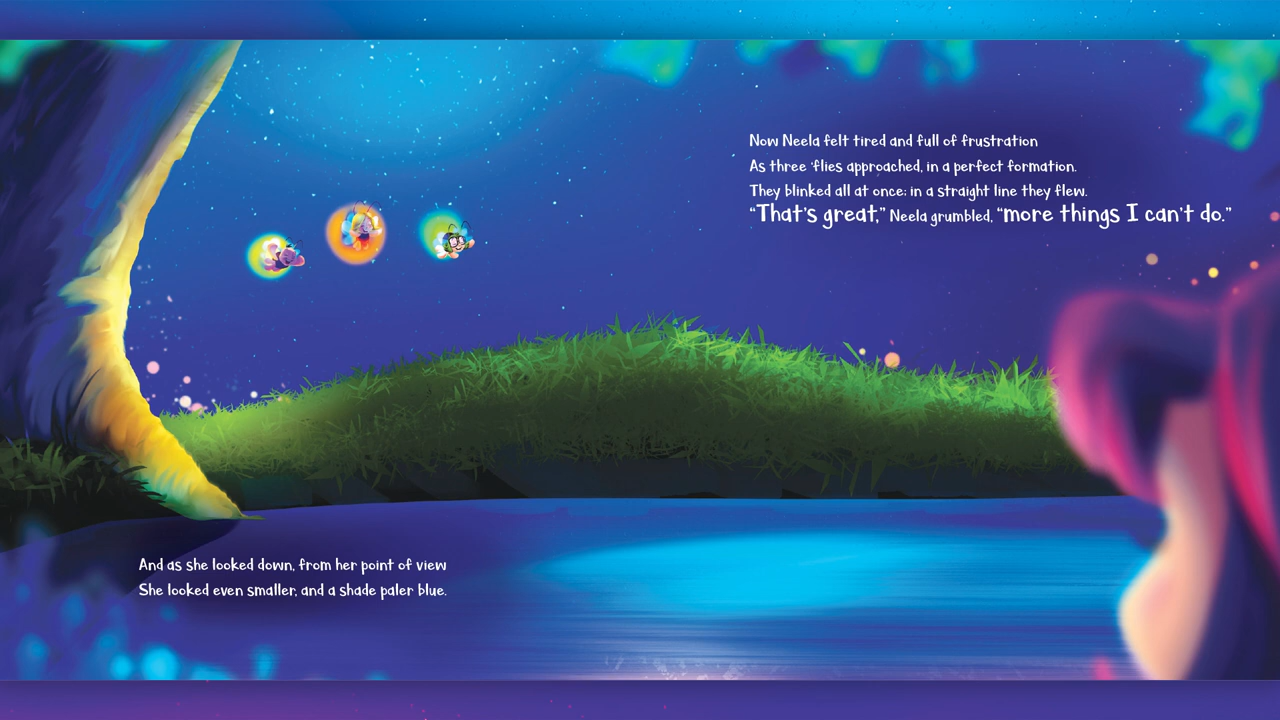 Now Neela felt tired and full of frustration
As three ‘flies approached, in a perfect formation.
They blinked all at once; in a straight line they flew.
“That’s great,” Neela grumbled, “more things I can’t do.”
And as she looked down, from her point of view
She looked even smaller, and a shade paler blue.